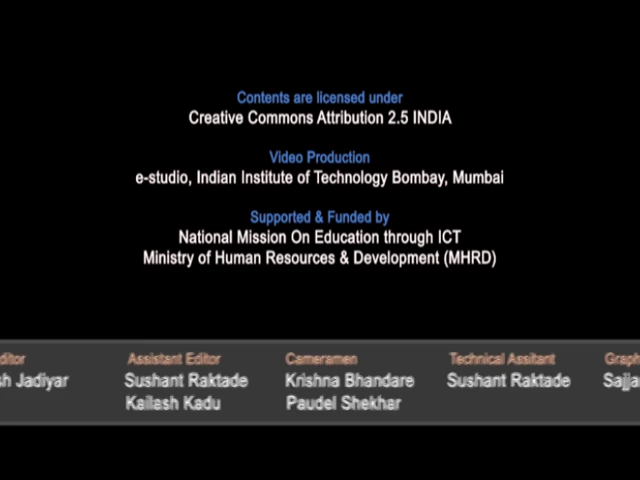 Contents are licensed under
Creative Commons Attribution 2.5 INDIA
Video Production
e-studio, Indian Institute of Technology Bombay, Mumbai
Supported & Funded by
National Mission On Education through ICT
Ministry of Human Resources & Development (MHRD)
Assistant Editor Cameramen Technical Assitant
Jadiyar Sushant Raktade Krishna Bhandare Sushant Raktade
Kailash Kadu Paudel Shekhar